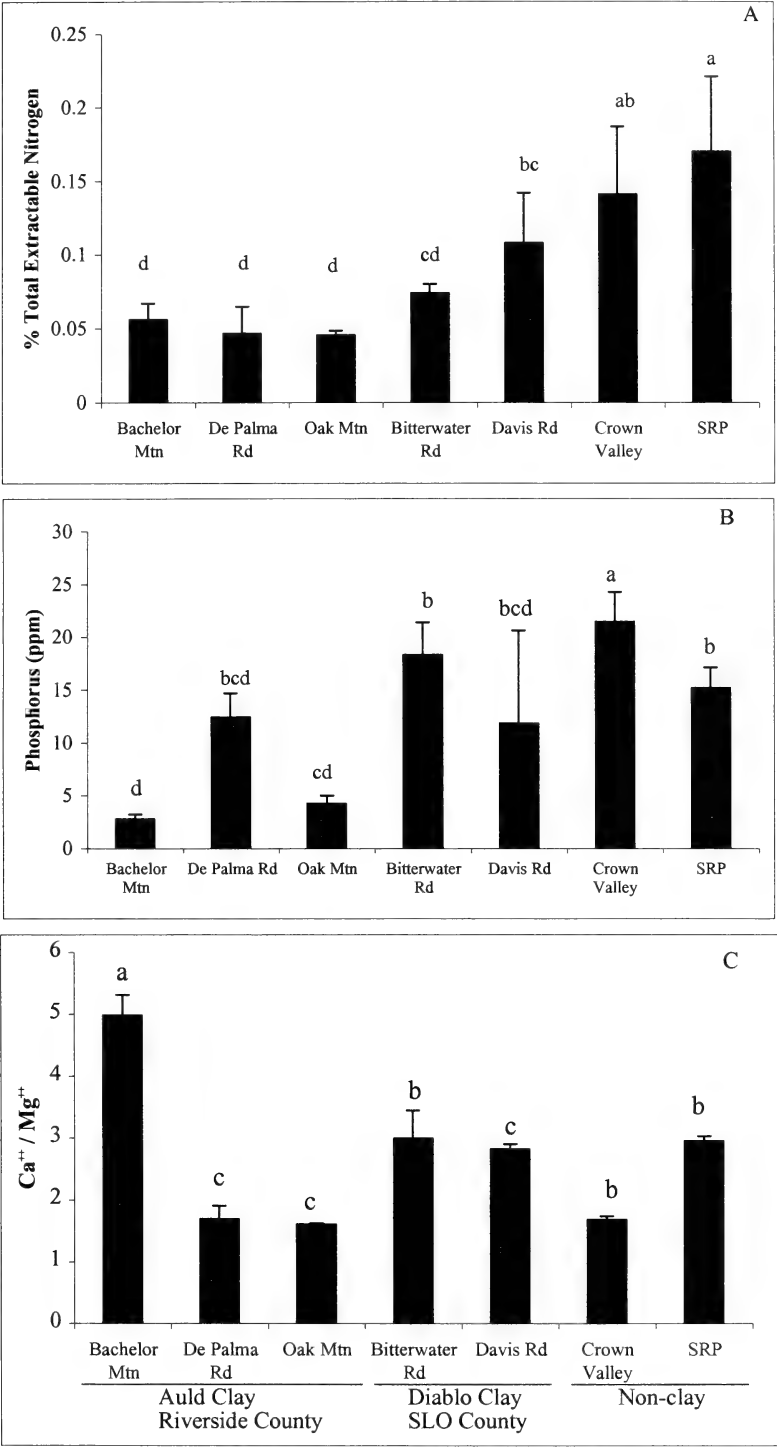 A
0.25
0.2
0.15
0.1
0.05
0
% Total Extractable Nitrogen
d
d
d
cd
bc
ab
a
Bachelor Mtn
De Palma Rd
Oak Mtn
Bitterwater Rd
Davis Rd
Crown Valley
SRP
B
30
25
20
15
10
5
0
Phosphorus (ppm)
d
bcd
cd
b
bcd
a
b
Bachelor Mtn
De Palma Rd
Oak Mtn
Bitterwater Rd
Davis Rd
Crown Valley
SRP
C
6
5
4
3
2
1
0
Ca⁺⁺ / Mg⁺⁺
a
c
c
b
c
b
b
Bachelor Mtn
De Palma Rd
Oak Mtn
Bitterwater Rd
Davis Rd
Crown Valley
SRP
Auld Clay
Riverside County
Diablo Clay
SLO County
Non-clay